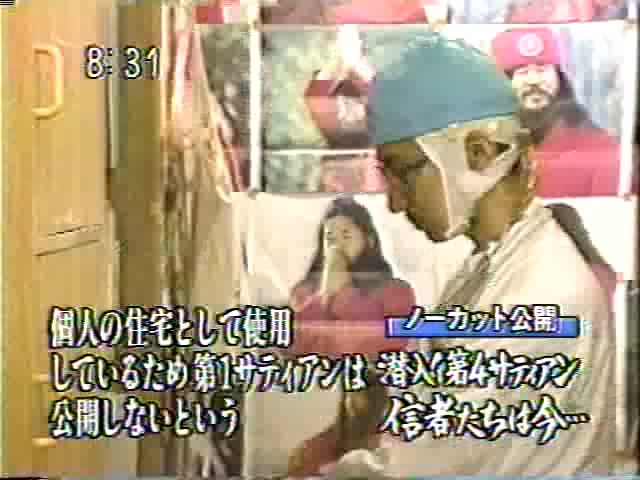 8:31
個人の住宅として使用
しているため第1サティアンは
公開しないという
ノーカット公開
潜入!第4サティアン
信者たちは今…